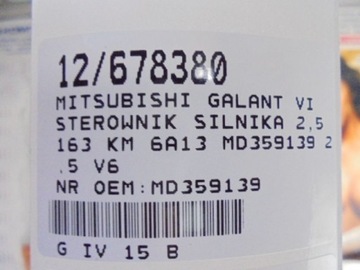 12/678380
MITSUBISHI GALANT VI
STEROWNIK SILNIKA 2,5
163 KM 6A13 MD359139 2
.5 V6
NR OEM:MD359139
G IV 15 B